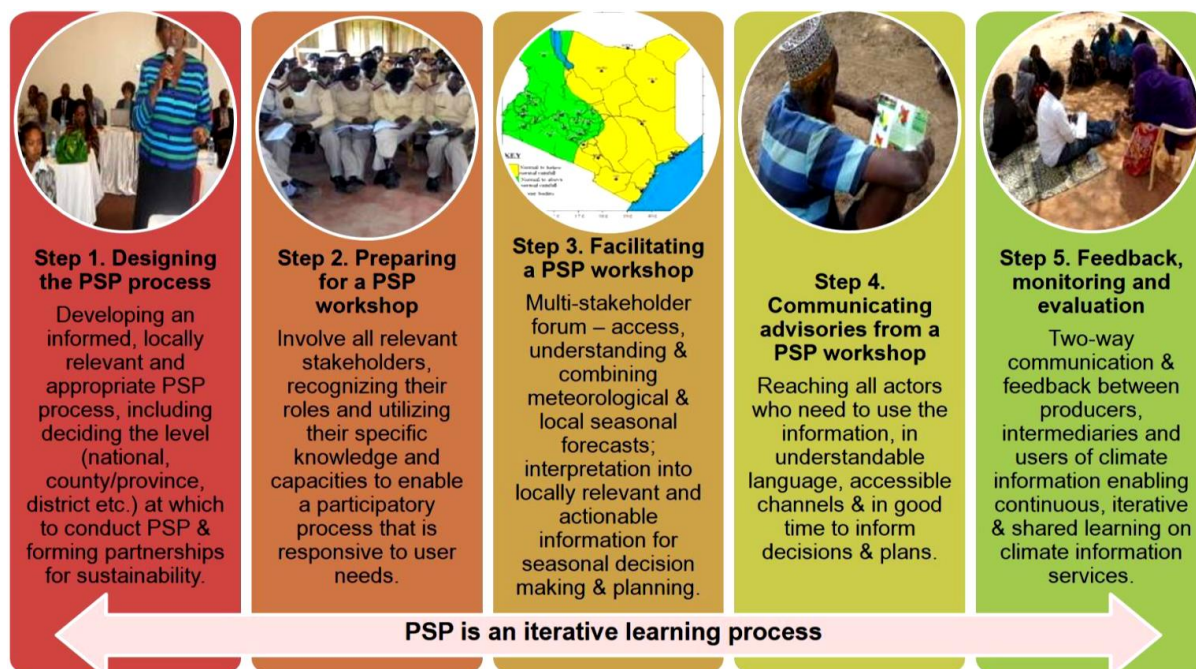 KEY
Step 1. Designing
the PSP process
Developing an
informed, locally
relevant and
appropriate PSP
process, including
deciding the level
(national,
county/province,
district etc.) at which
to conduct PSP &
forming partnerships
for sustainability.
Step 2. Preparing
for a PSP
workshop
Involve all relevant
stakeholders,
recognizing their
roles and utilizing
their specific
knowledge and
capacities to enable
a participatory
process that is
responsive to user
needs.
Step 3. Facilitating
a PSP workshop
Multi-stakeholder
forum – access,
understanding &
combining
meteorological &
local seasonal
forecasts;
interpretation into
locally relevant and
actionable
information for
seasonal decision
making & planning.
Step 4.
Communicating
advisories from a
PSP workshop
Reaching all actors
who need to use the
information, in
understandable
language, accessible
channels & in good
time to inform
decisions & plans.
Step 5. Feedback,
monitoring and
evaluation
Two-way
communication &
feedback between
producers,
intermediaries and
users of climate
information enabling
continuous, iterative
& shared learning on
climate information
services.
PSP is an iterative learning process